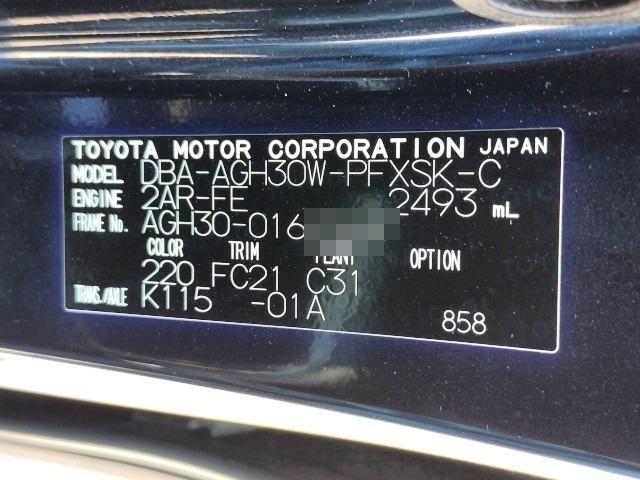 TOYOTA MOTOR CORPORATION JAPAN
MODEL DBA-AGH30W-PFXSK-C
ENGINE 2AR-FE 2493 mL
FRAME No. AGH30-016
COLOR TRIM PLANT OPTION
220 FC21 C31
TRANS./AXLE K115 -01A
858